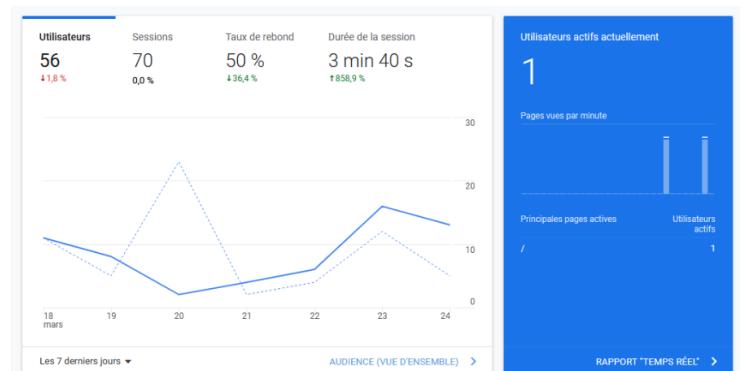 Utilisateurs Sessions Taux de rebond Durée de la session
56 70 50 % 3 min 40 s
↓1,8 % 0,0 % ↓36,4 % ↑858,9 %
30
20
10
0
18 19 20 21 22 23 24
mars
Les 7 derniers jours ▼ AUDIENCE (VUE D'ENSEMBLE) >
Utilisateurs actifs actuellement
1
Pages vues par minute
Principales pages actives Utilisateurs
actifs
/ 1
RAPPORT "TEMPS RÉEL" >